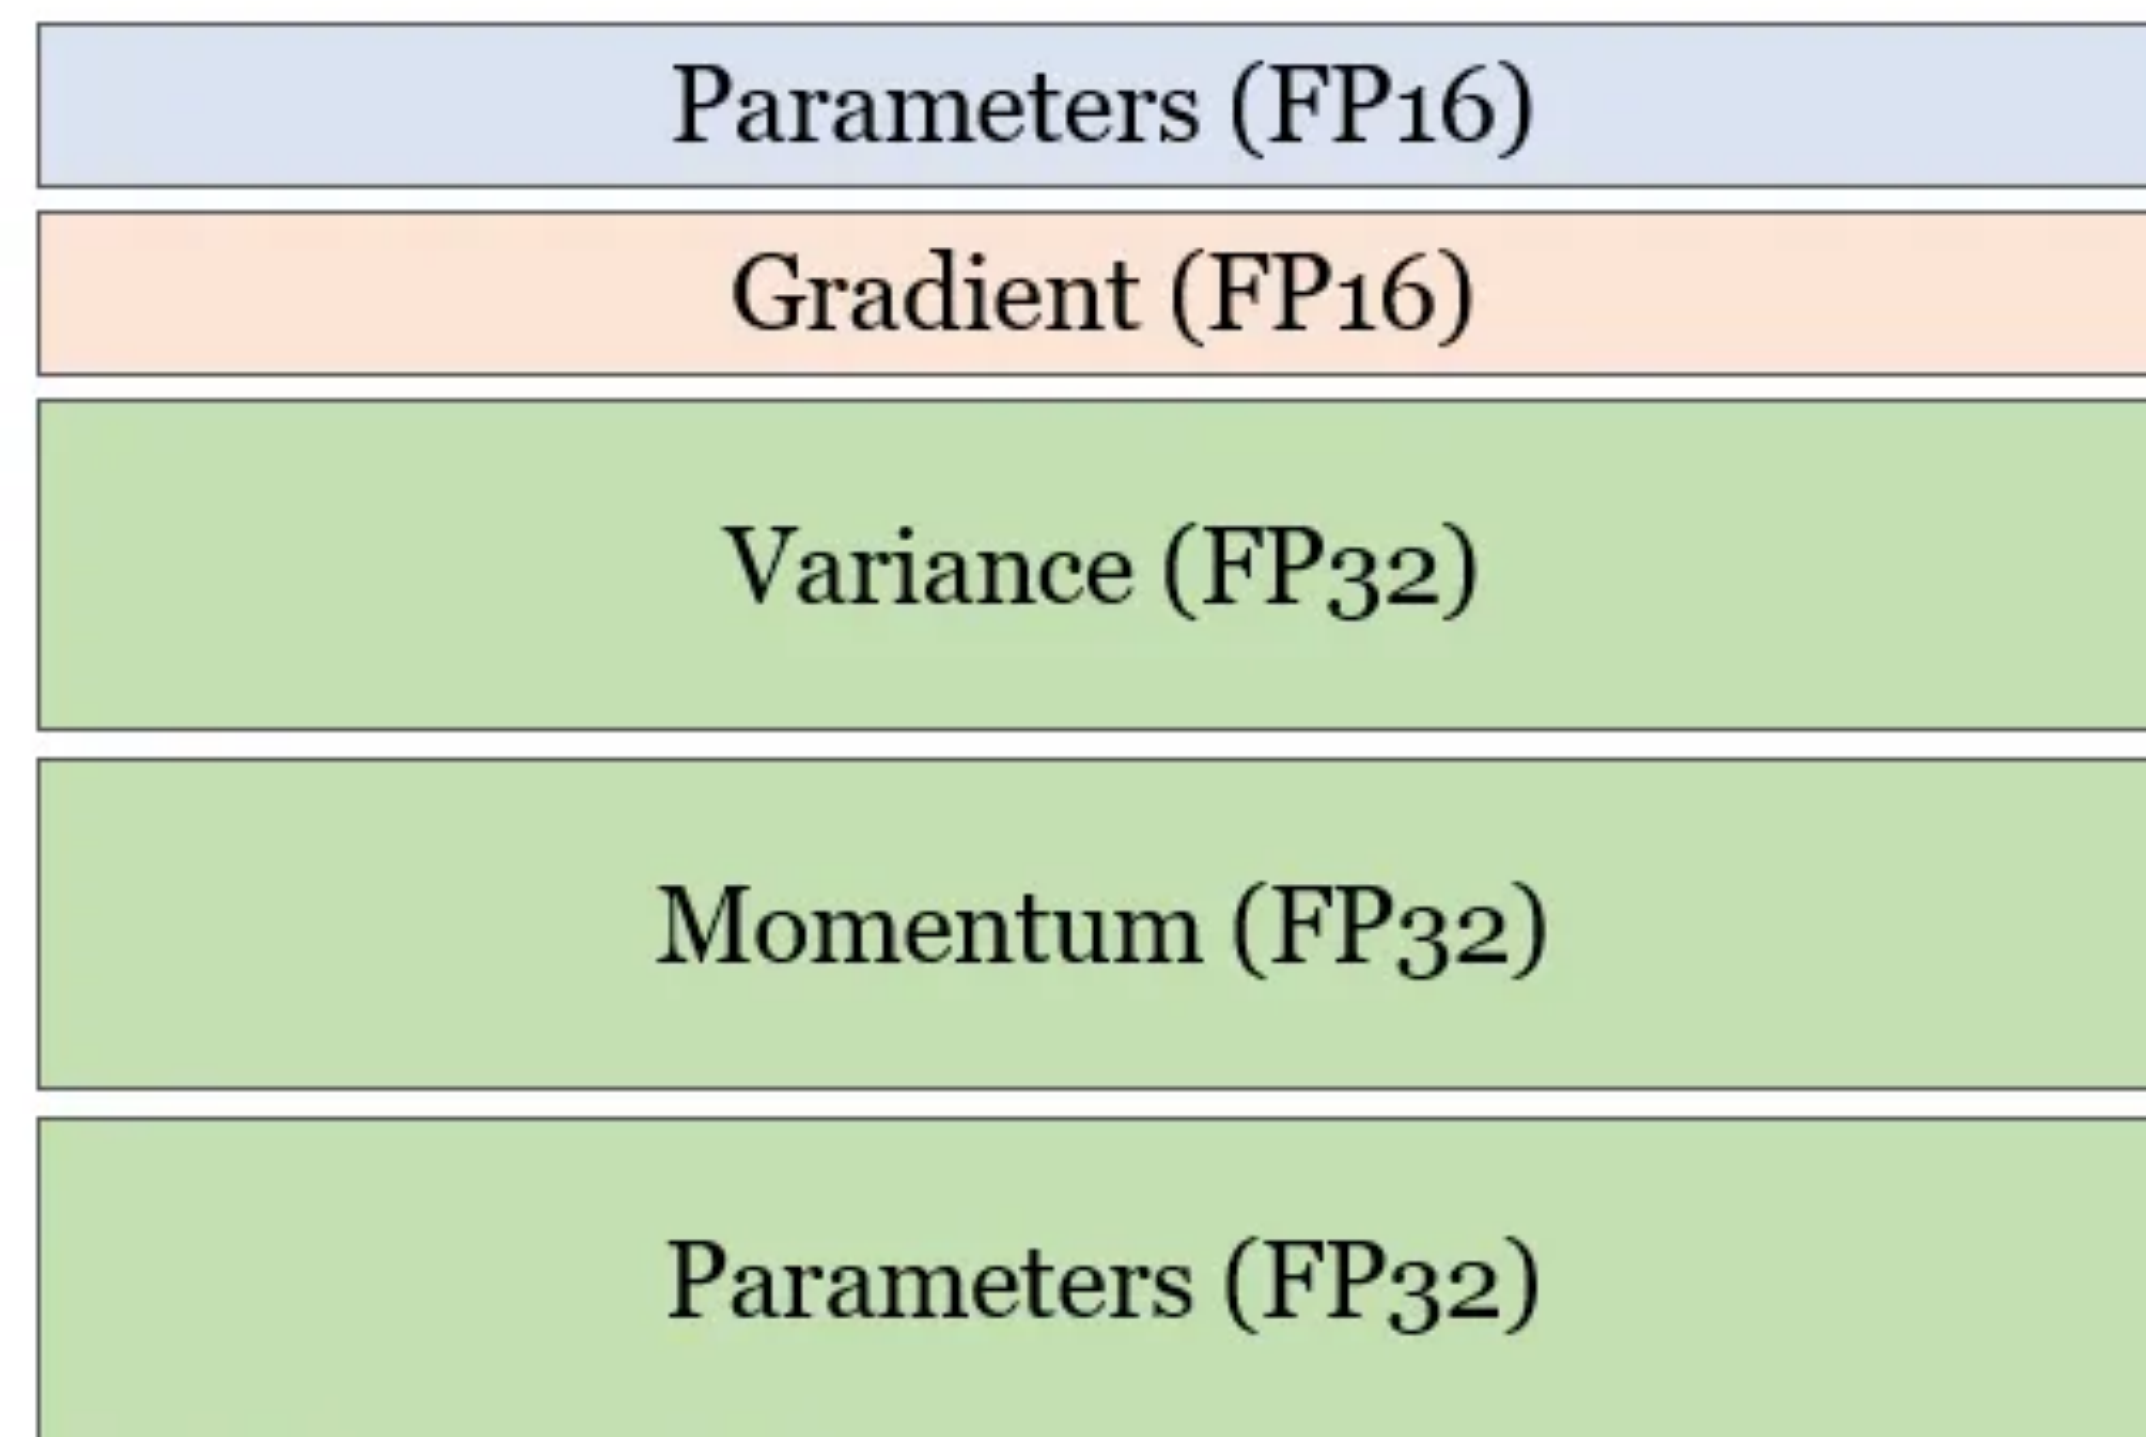 Parameters (FP16)
Gradient (FP16)
Variance (FP32)
Momentum (FP32)
Parameters (FP32)